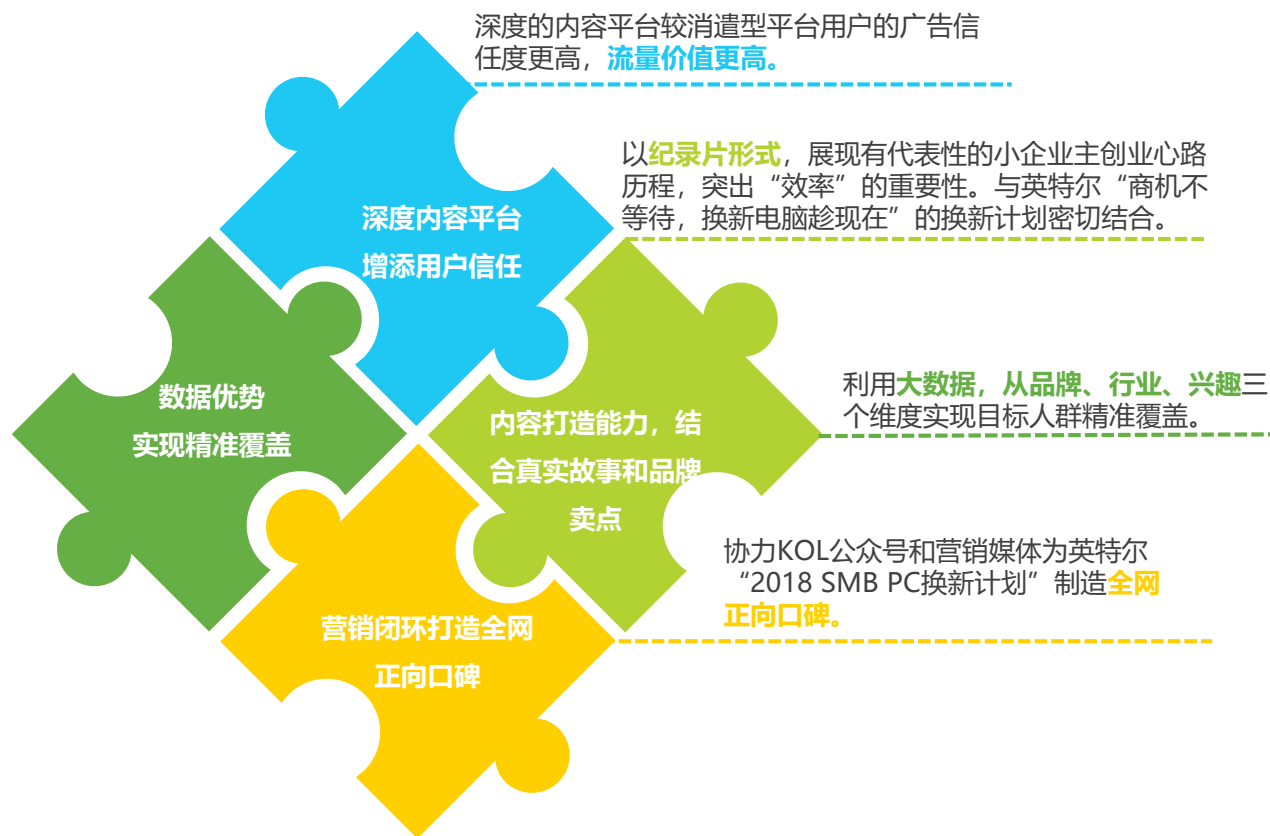 深度的内容平台较消遣型平台用户的广告信
任度更高，流量价值更高。
以纪录片形式，展现有代表性的小企业主创业心路
历程，突出“效率”的重要性。与英特尔“商机不
等待，换新电脑趁现在”的换新计划密切结合。
深度内容平台
增添用户信任
利用大数据，从品牌、行业、兴趣三
个维度实现目标人群精准覆盖。
数据优势
实现精准覆盖
内容打造能力，结
合真实故事和品牌
卖点
协力KOL公众号和营销媒体为英特尔
“2018 SMB PC换新计划”制造全网
正向口碑。
营销闭环打造全网
正向口碑